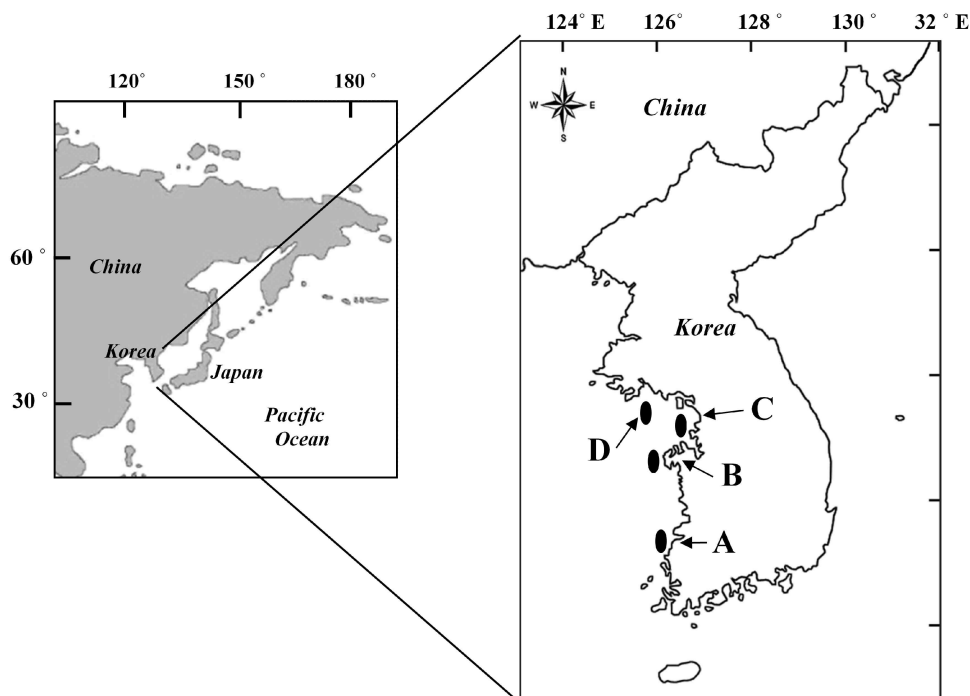 124° E 126° 128 ° 130 ° 32 ° E
120° 150° 180 °
N
W E
S
China
60 °
China
Korea
Korea
Japan
30 °
Pacific
Ocean
C
D
B
A